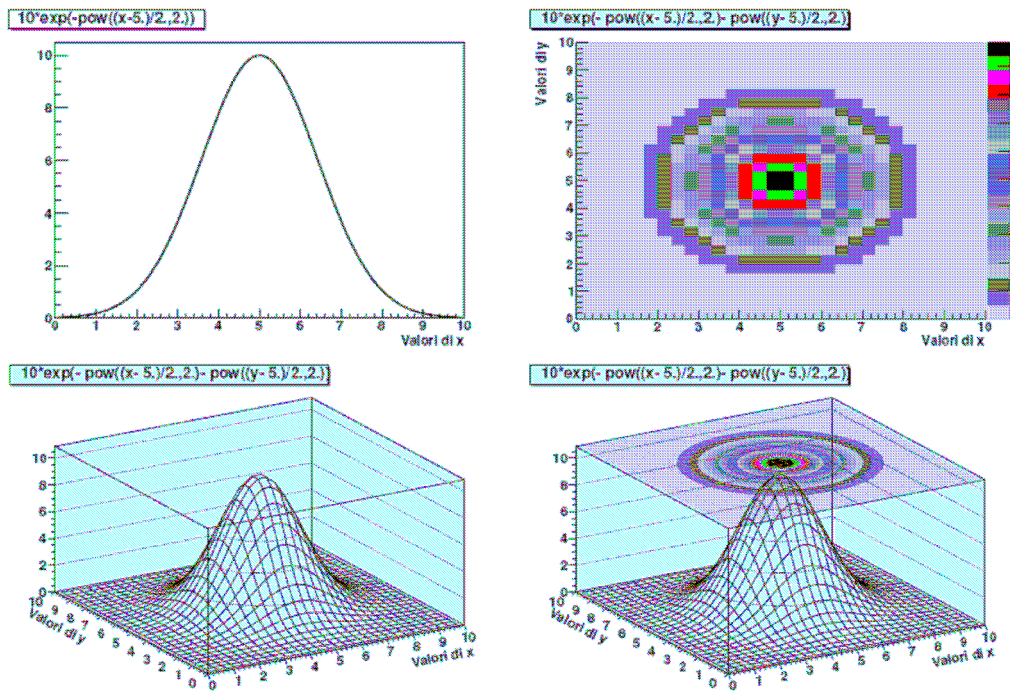 10*exp(-pow((x-5.)/2.,2.))
10
8
6
4
2
0
0 1 2 3 4 5 6 7 8 9 10
Valori di x
10*exp(- pow((x- 5.)/2.,2.)- pow((y- 5.)/2.,2.)]
Valori di y
10
9
8
7
6
5
4
3
2
1
0
0 1 2 3 4 5 6 7 8 9 10
Valori di x
10*exp(- pow((x- 5.)/2.,2.)- pow((y- 5.)/2.,2.)]
10
8
6
4
2
0
10 9 8 7 6 5 4 3 2 1 0
Valori di y
0 1 2 3 4 5 6 7 8 9 10
Valori di x
10*exp(- pow((x- 5.)/2.,2.)- pow((y- 5.)/2.,2.)]
10
8
6
4
2
0
10 9 8 7 6 5 4 3 2 1 0
Valori di y
0 1 2 3 4 5 6 7 8 9 10
Valori di x